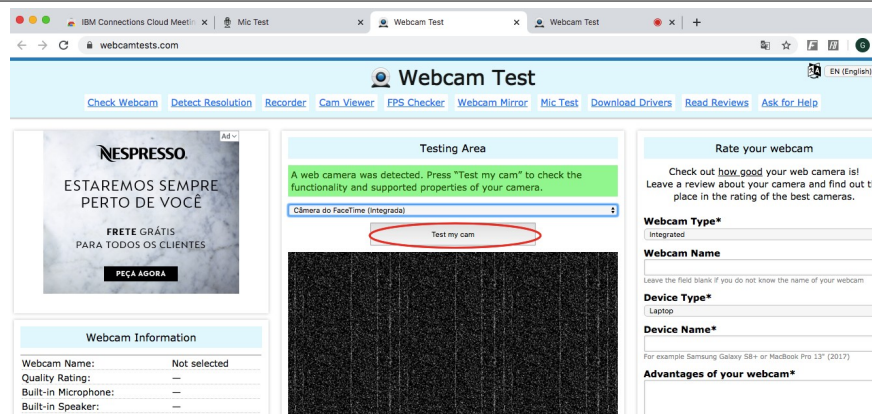 IBM Connections Cloud Meetin
Mic Test
Webcam Test
Webcam Test
webcamtests.com
G
Webcam Test
EN (English)
Check Webcam Detect Resolution Recorder Cam Viewer FPS Checker Webcam Mirror Mic Test Download Drivers Read Reviews Ask for Help
Ad
NESPRESSO.
ESTAREMOS SEMPRE
PERTO DE VOCÊ
FRETE GRÁTIS
PARA TODOS OS CLIENTES
PEÇA AGORA
Webcam Information
Webcam Name: Not selected
Quality Rating: —
Built-in Microphone: —
Built-in Speaker: —
Testing Area
A web camera was detected. Press "Test my cam" to check the
functionality and supported properties of your camera.
Câmera do FaceTime (Integrada)
Test my cam
Rate your webcam
Check out how good your web camera is!
Leave a review about your camera and find out
place in the rating of the best cameras.
Webcam Type*
Integrated
Webcam Name
Leave the field blank if you do not know the name of your webcam
Device Type*
Laptop
Device Name*
For example Samsung Galaxy S8+ or MacBook Pro 13" (2017)
Advantages of your webcam*